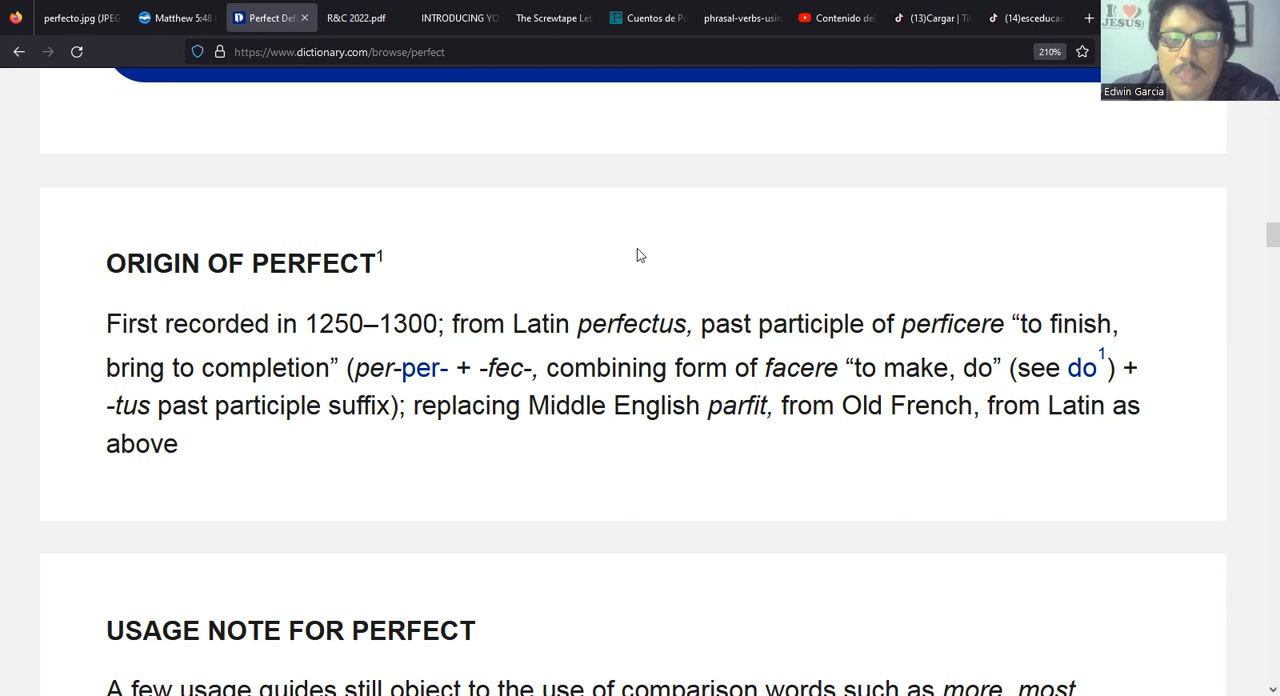 perfecto.jpg (JPEG
Matthew 5:48
Perfect Def
R&C 2022.pdf
INTRODUCING YO
The Screwtape Let
Cuentos de Po
phrasal-verbs-usin
Contenido del
(13)Cargar | Ti
(14)esceducac
https://www.dictionary.com/browse/perfect
210%
I ❤ JESUS
Edwin Garcia
ORIGIN OF PERFECT¹
First recorded in 1250–1300; from Latin perfectus, past participle of perficere “to finish,
bring to completion” (per-per- + -fec-, combining form of facere “to make, do” (see do¹) +
-tus past participle suffix); replacing Middle English parfit, from Old French, from Latin as
above
USAGE NOTE FOR PERFECT
A few usage guides still object to the use of comparison words such as more, most